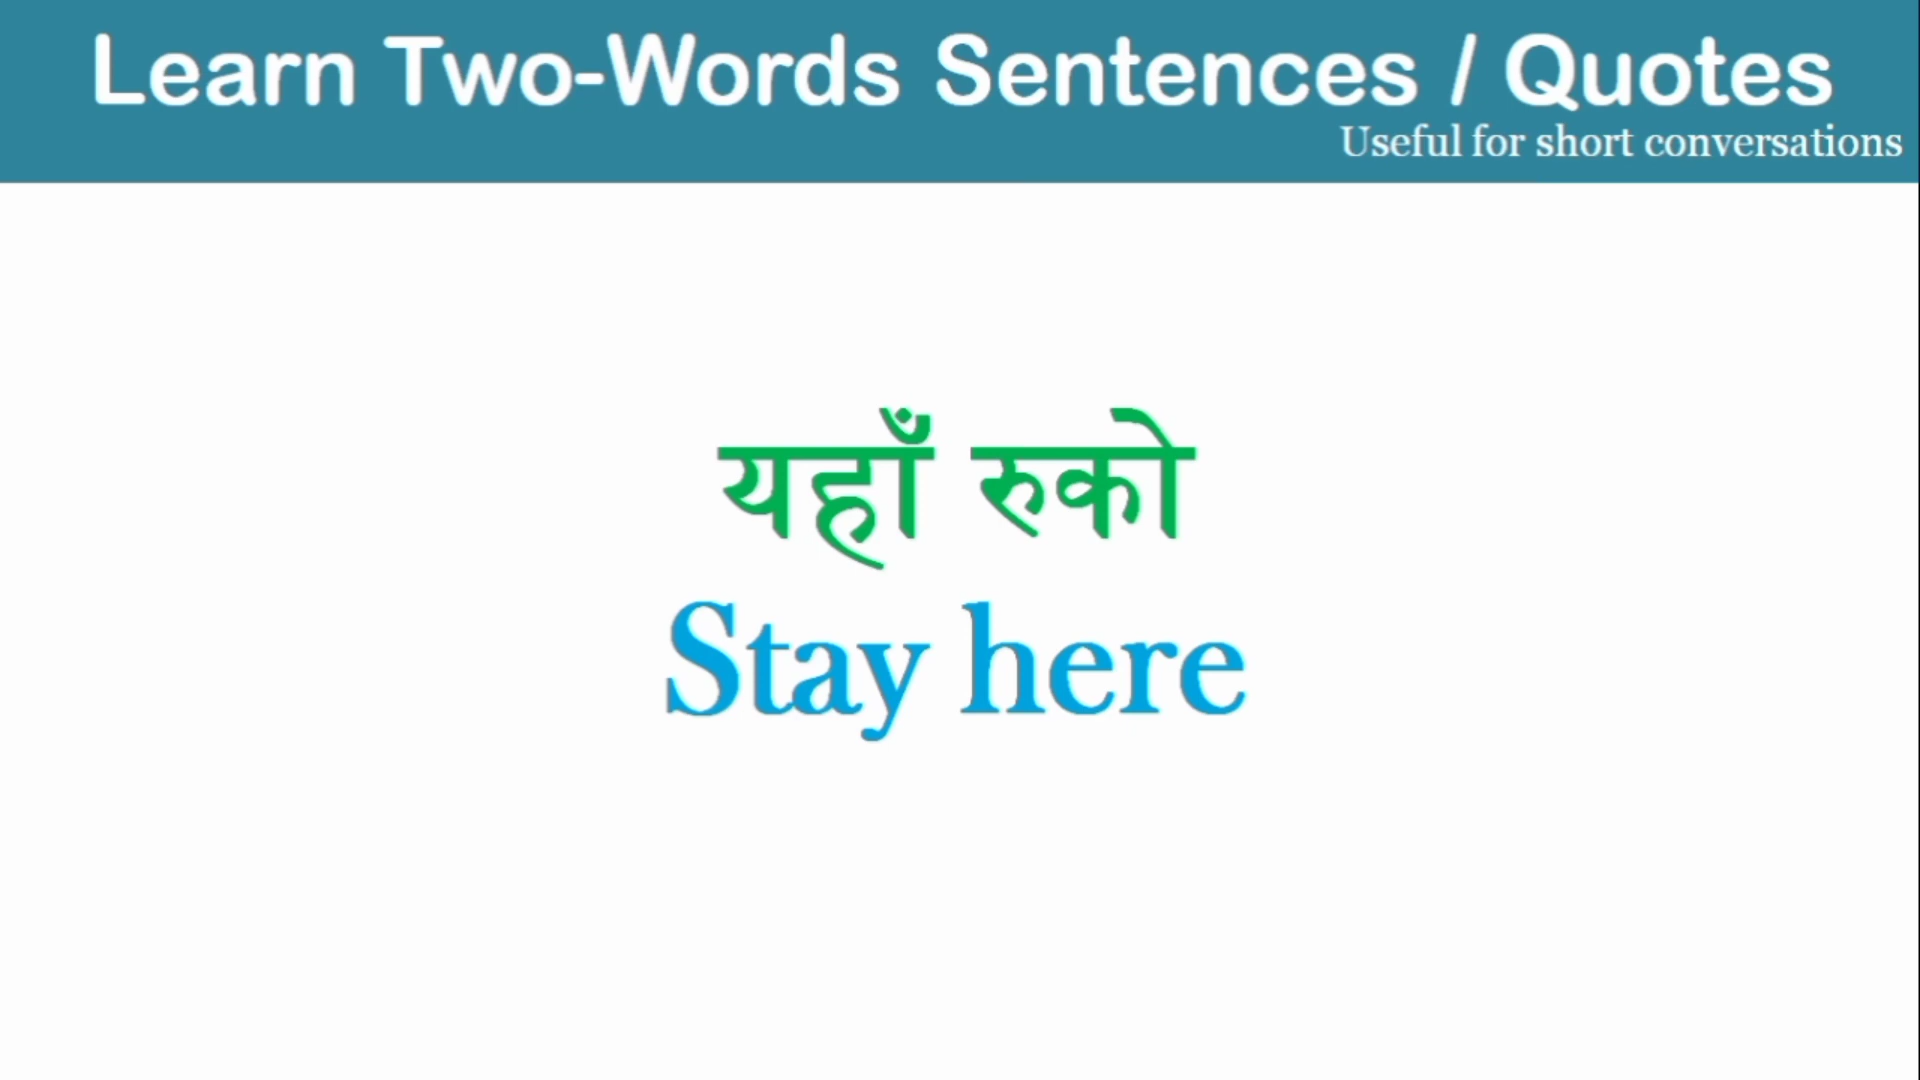 Learn Two-Words Sentences / Quotes
Useful for short conversations
यहाँ रुको
Stay here